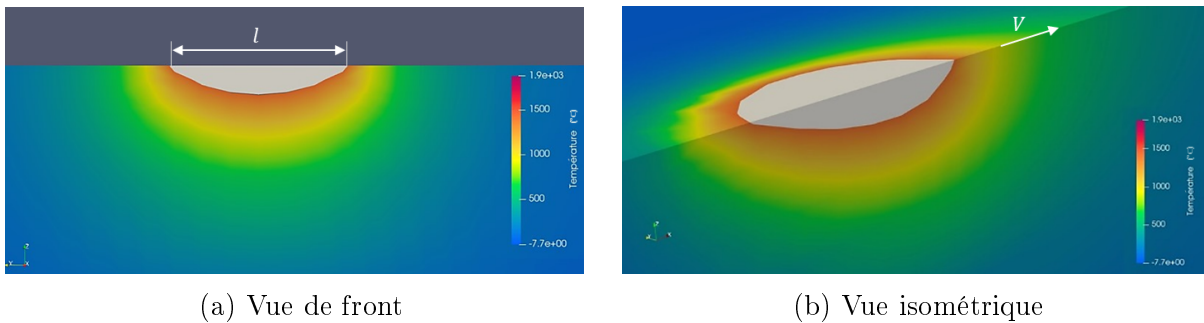 l
1.9e+03
1500
1000
500
-7.7e+00
Température (°C)
V
1.9e+03
1500
1000
500
-7.7e+00
Température (°C)
(a) Vue de front
(b) Vue isométrique